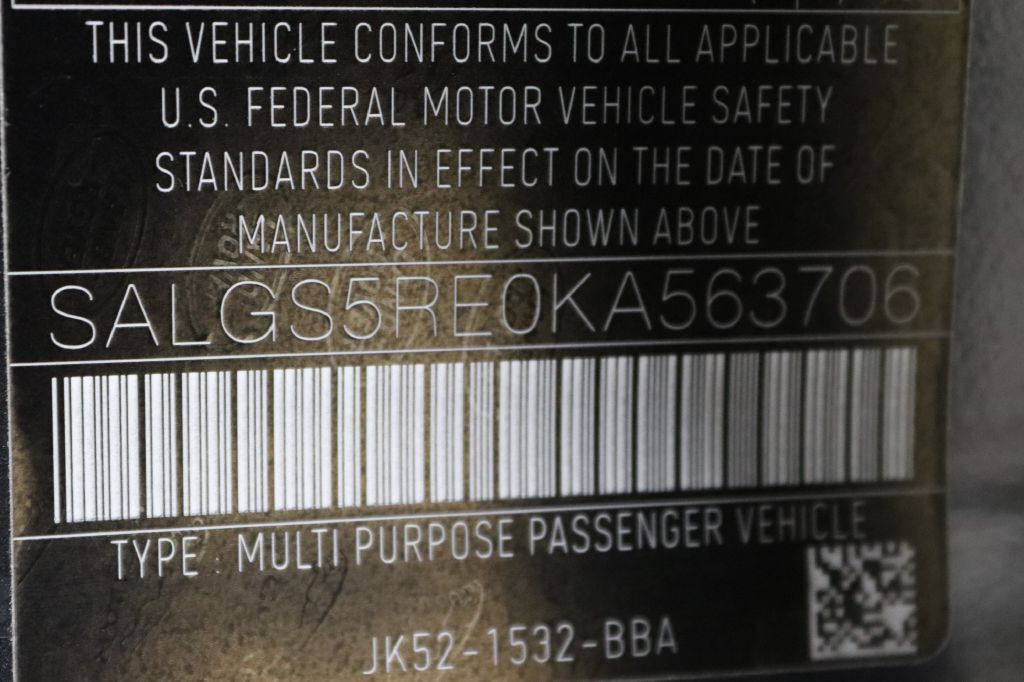 THIS VEHICLE CONFORMS TO ALL APPLICABLE
U.S. FEDERAL MOTOR VEHICLE SAFETY
STANDARDS IN EFFECT ON THE DATE OF
MANUFACTURE SHOWN ABOVE
SALGS5RE0KA563706
TYPE : MULTI PURPOSE PASSENGER VEHICLE
JK52-1532-BBA